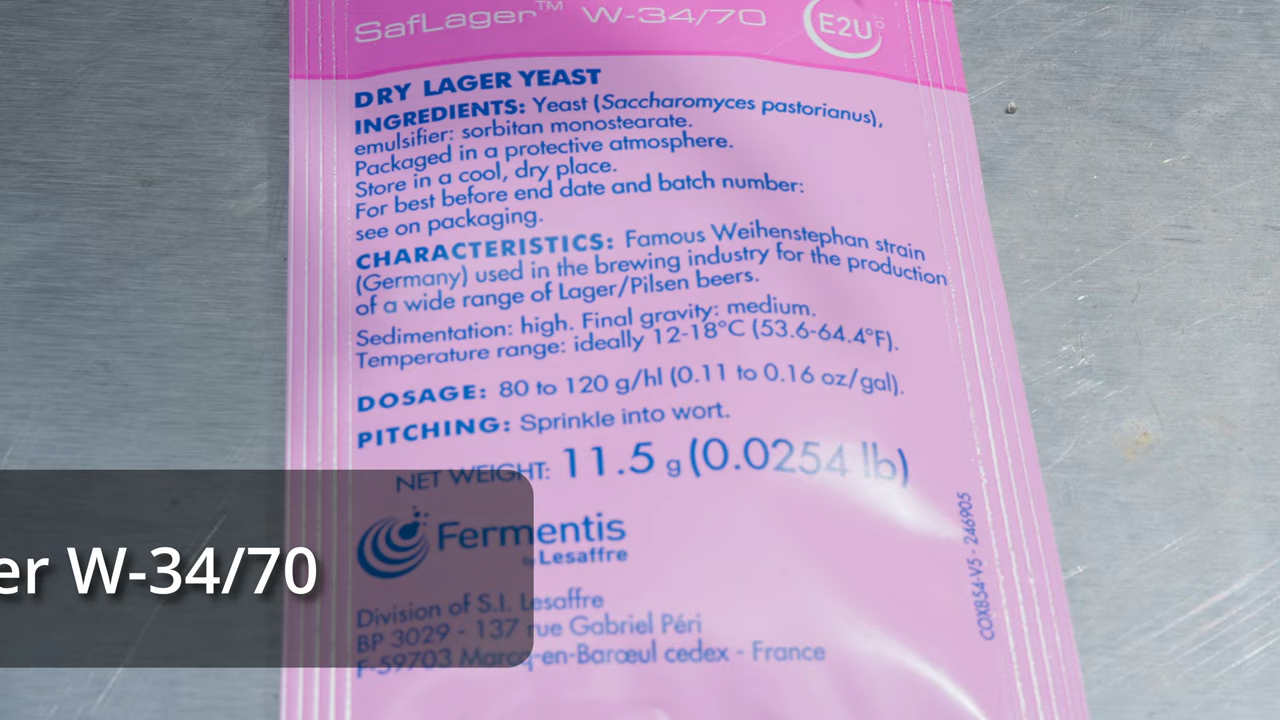 SafLager™ W-34/70 E2U
DRY LAGER YEAST
INGREDIENTS: Yeast (Saccharomyces pastorianus),
emulsifier: sorbitan monostearate.
Packaged in a protective atmosphere.
Store in a cool, dry place.
For best before end date and batch number:
see on packaging.
CHARACTERISTICS: Famous Weihenstephan strain
(Germany) used in the brewing industry for the production
of a wide range of Lager/Pilsen beers.
Sedimentation: high. Final gravity: medium.
Temperature range: ideally 12-18°C (53.6-64.4°F).
DOSAGE: 80 to 120 g/hl (0.11 to 0.16 oz/gal).
PITCHING: Sprinkle into wort.
NET WEIGHT: 11.5 g (0.0254 lb)
Fermentis
by Lesaffre
Division of S.I. Lesaffre
BP 3029 - 137 rue Gabriel Péri
F-59703 Marcq-en-Barœul cedex - France
COX854-V5 - 246905
er W-34/70